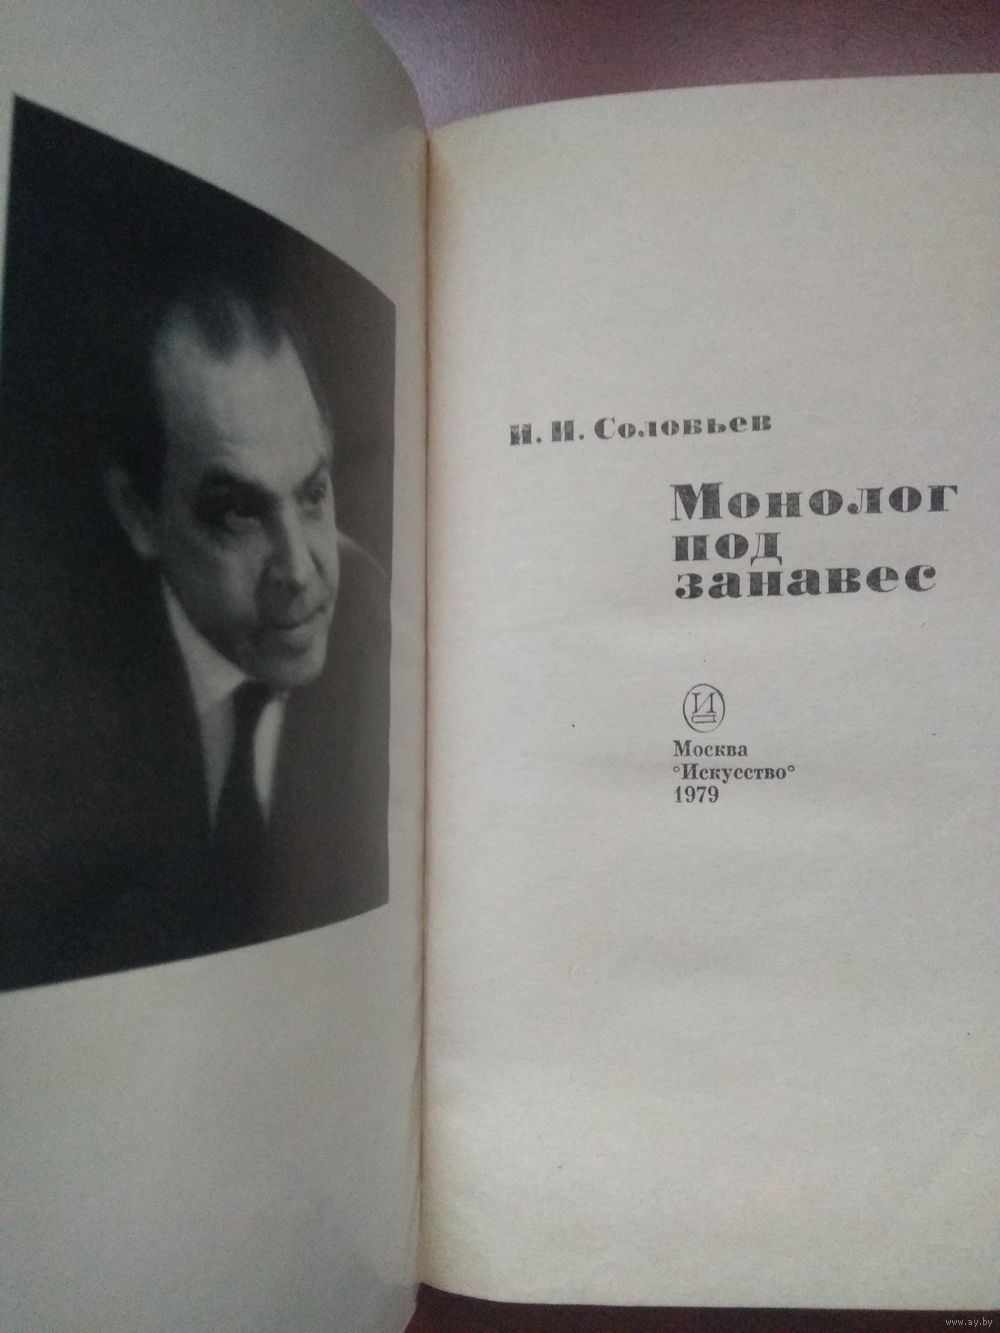 И. И. Соловьев
Монолог
под
занавес
И
Москва
"Искусство"
1979
www.ay.by